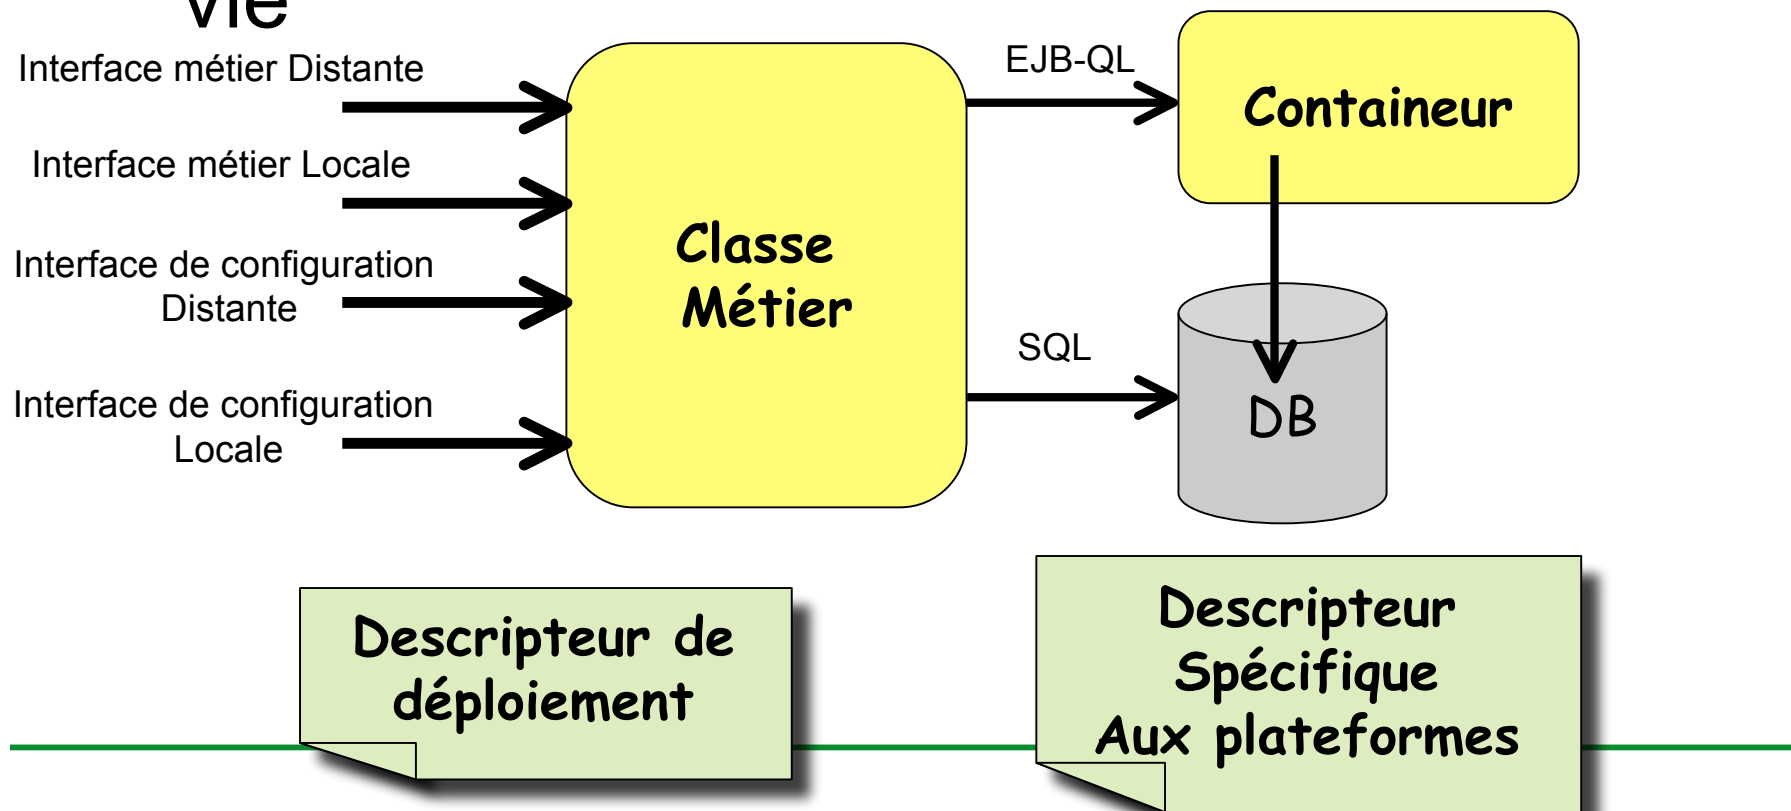 vie
Interface métier Distante
Interface métier Locale
Interface de configuration
Distante
Interface de configuration
Locale
Classe
Métier
EJB-QL
Containeur
SQL
DB
Descripteur de
déploiement
Descripteur
Spécifique
Aux plateformes